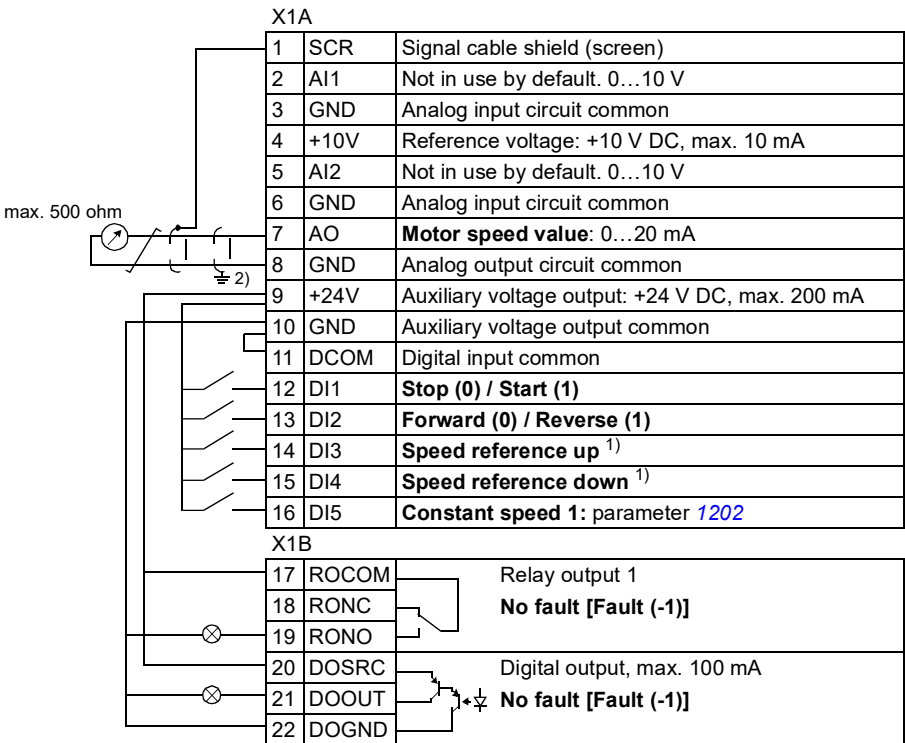 X1A
1 SCR Signal cable shield (screen)
2 AI1 Not in use by default. 0…10 V
3 GND Analog input circuit common
4 +10V Reference voltage: +10 V DC, max. 10 mA
5 AI2 Not in use by default. 0…10 V
6 GND Analog input circuit common
max. 500 ohm
7 AO Motor speed value: 0…20 mA
8 GND Analog output circuit common
2)
9 +24V Auxiliary voltage output: +24 V DC, max. 200 mA
10 GND Auxiliary voltage output common
11 DCOM Digital input common
12 DI1 Stop (0) / Start (1)
13 DI2 Forward (0) / Reverse (1)
14 DI3 Speed reference up 1)
15 DI4 Speed reference down 1)
16 DI5 Constant speed 1: parameter 1202
X1B
17 ROCOM Relay output 1
18 RONC No fault [Fault (-1)]
19 RONO
20 DOSRC Digital output, max. 100 mA
21 DOOUT No fault [Fault (-1)]
22 DOGND